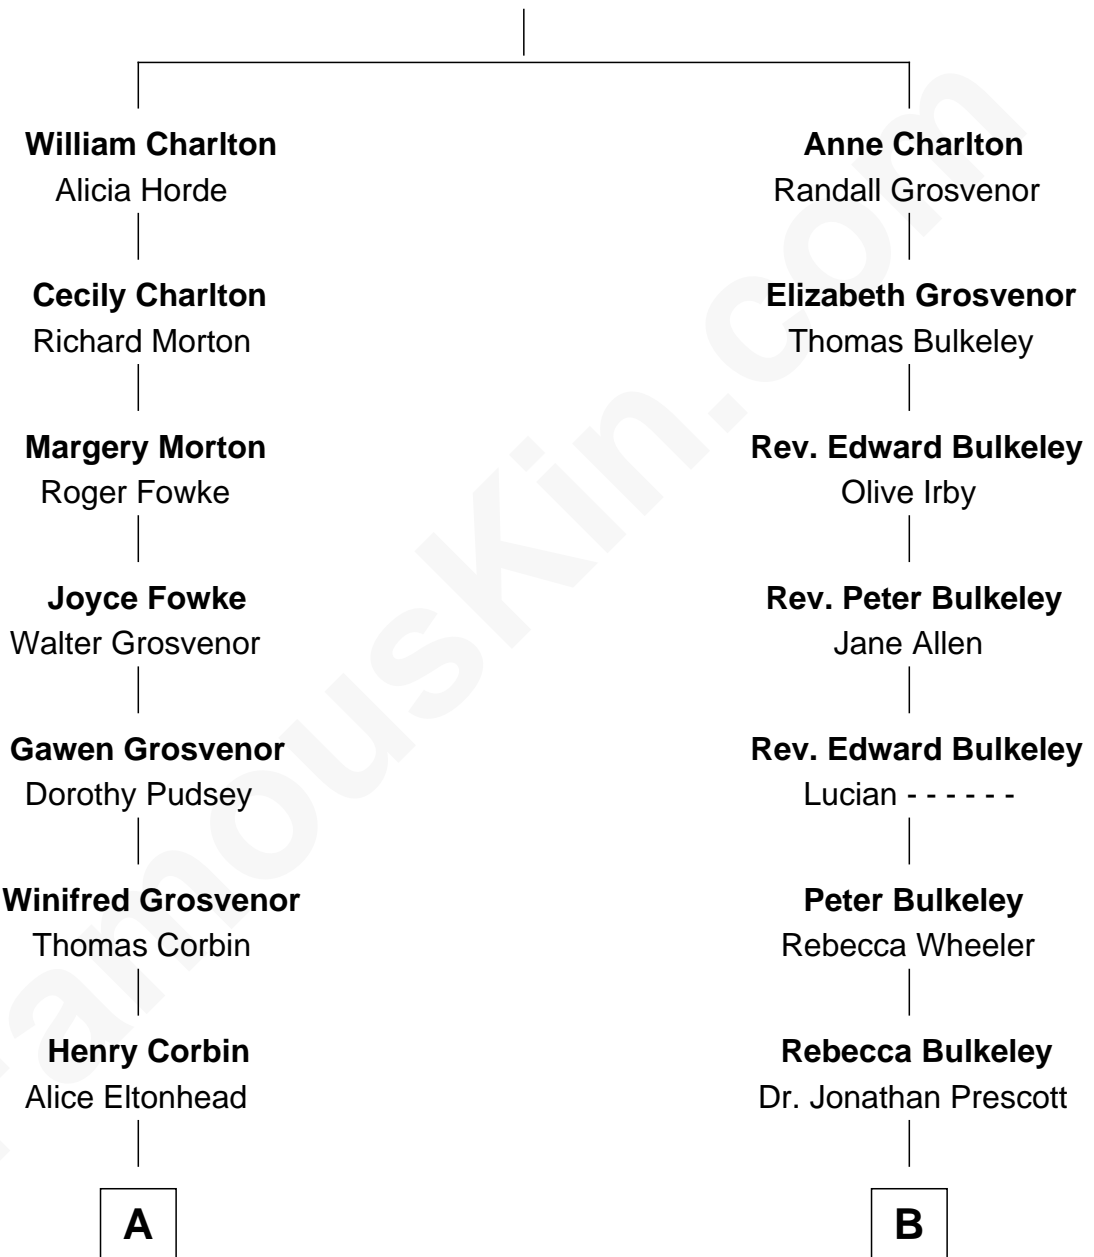 William Charlton
Alicia Horde
Cecily Charlton
Richard Morton
Margery Morton
Roger Fowke
Joyce Fowke
Walter Grosvenor
Gawen Grosvenor
Dorothy Pudsey
Winifred Grosvenor
Thomas Corbin
Henry Corbin
Alice Eltonhead
A
Anne Charlton
Randall Grosvenor
Elizabeth Grosvenor
Thomas Bulkeley
Rev. Edward Bulkeley
Olive Irby
Rev. Peter Bulkeley
Jane Allen
Rev. Edward Bulkeley
Lucian - - - - - -
Peter Bulkeley
Rebecca Wheeler
Rebecca Bulkeley
Dr. Jonathan Prescott
B
FamousKin.com